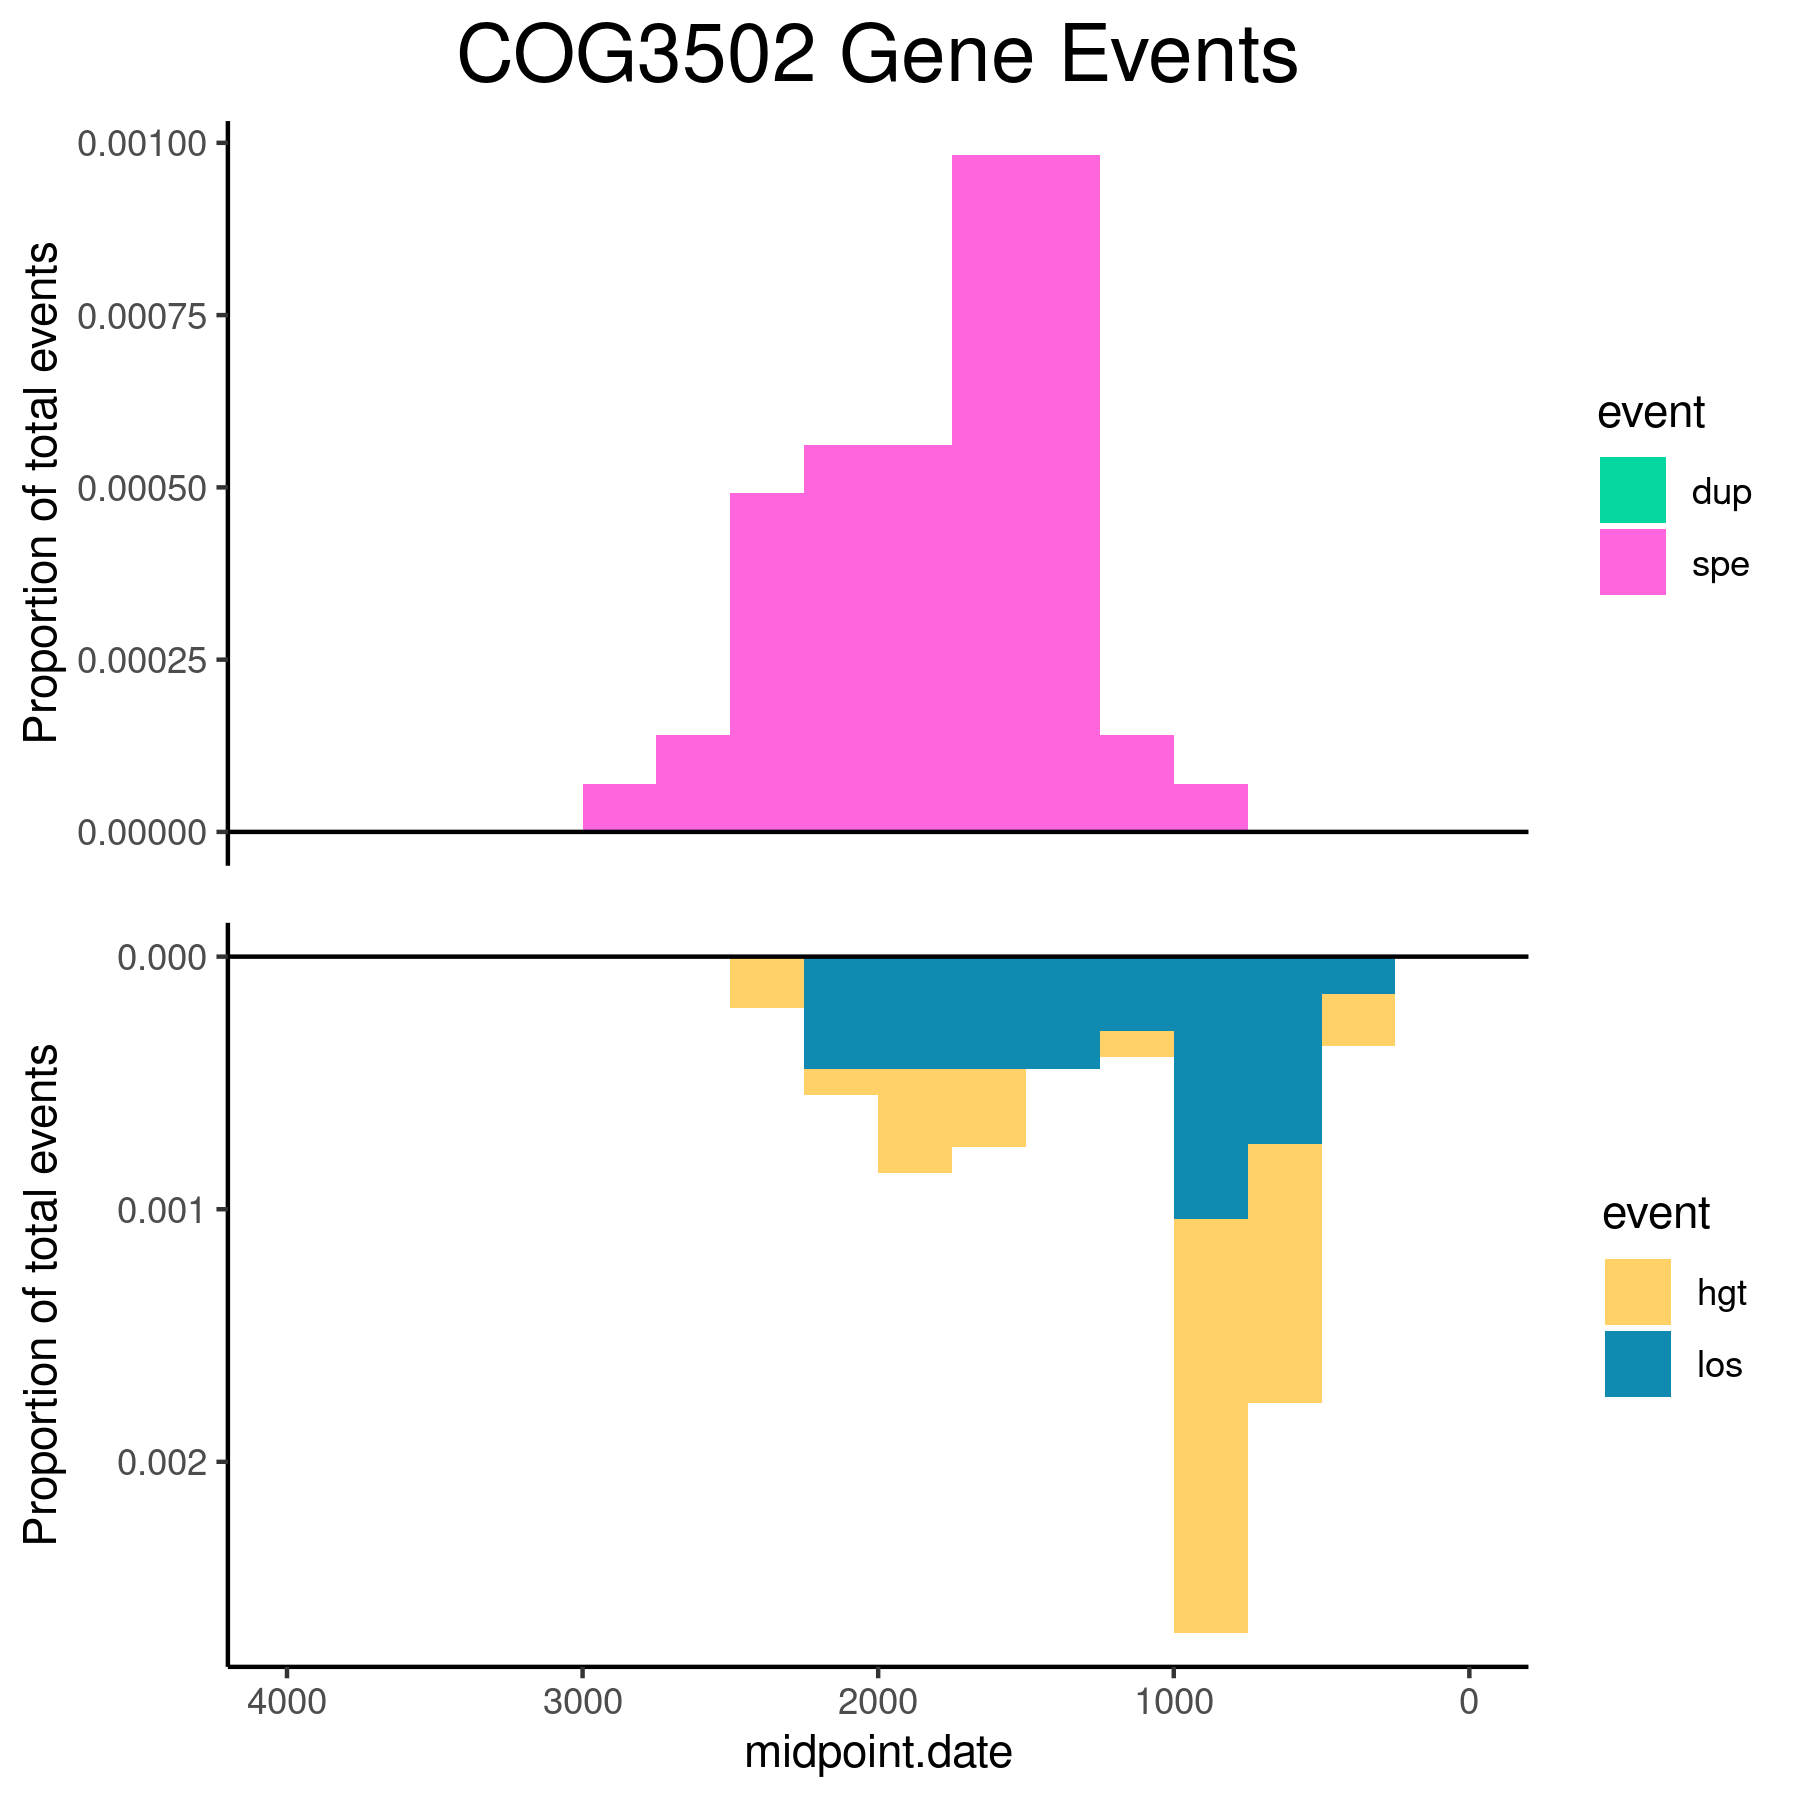 COG3502 Gene Events
Proportion of total events
0.00100
0.00075
0.00050
0.00025
0.00000
event
dup
spe
Proportion of total events
0.000
0.001
0.002
event
hgt
los
4000 3000 2000 1000 0
midpoint.date